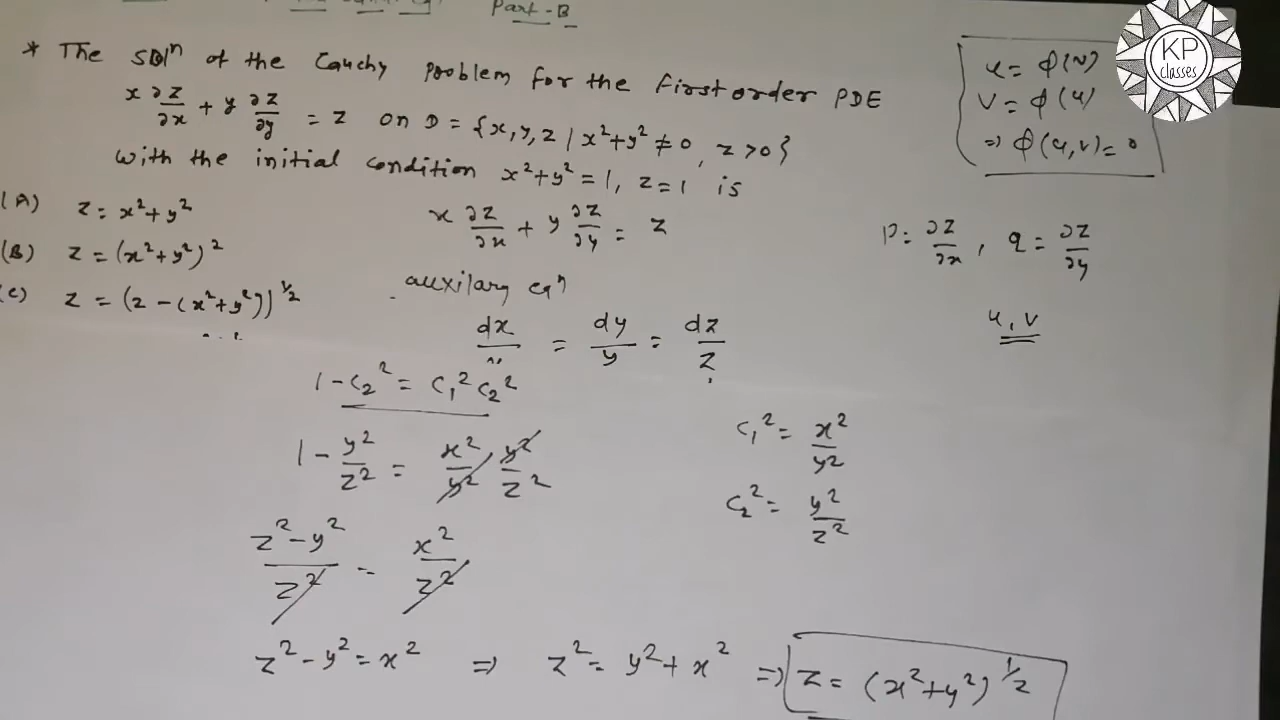 Part-B
* The solⁿ of the Cauchy Problem for the first order PDE
x ∂z/∂x + y ∂z/∂y = z on D = {x, y, z / x²+y² ≠ 0, z > 0}
with the initial condition x²+y² = 1, z = 1 is
(A) z = x²+y²
(B) z = (x²+y²)²
(C) z = (2 - (x²+y²))^1/2
x ∂z/∂x + y ∂z/∂y = z
auxilary eqⁿ
dx/x = dy/y = dz/z
1 - c₂² = c₁² c₂²
1 - y²/z² = x²/y² · y²/z²
z² - y²/z² = x²/z²
z² - y² = x² ⇒ z² = y² + x² ⇒ z = (x²+y²)^1/2
u = φ(v)
v = φ(u)
⇒ φ(u,v) = 0
p = ∂z/∂x, q = ∂z/∂y
u, v
c₁² = x²/y²
c₂² = y²/z²
KP
classes